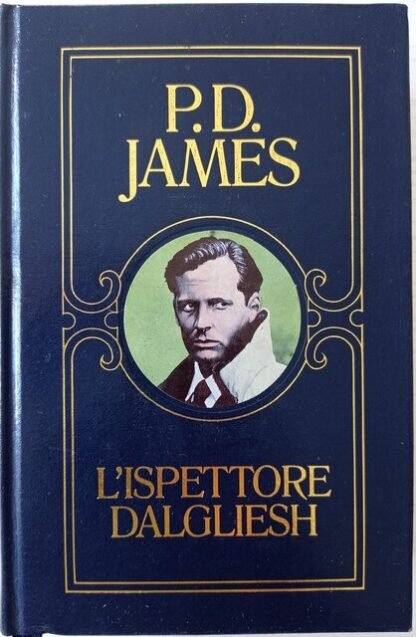 P.D.
JAMES
L'ISPETTORE
DALGLIESH